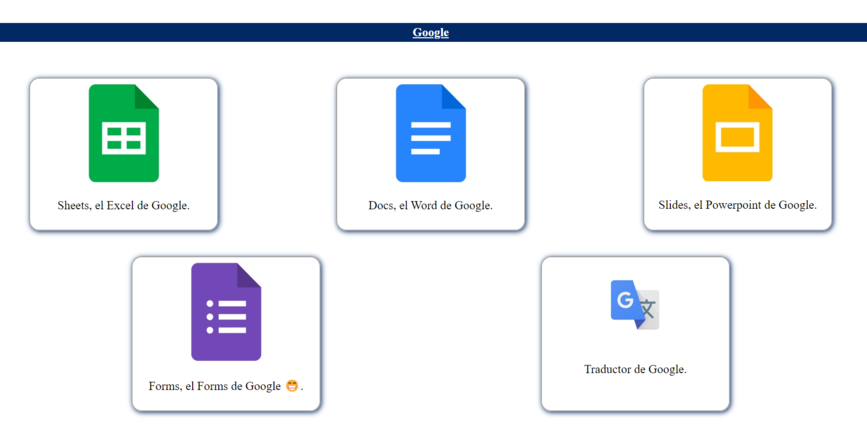 Google
Sheets, el Excel de Google.
Docs, el Word de Google.
Slides, el Powerpoint de Google.
G 文
Forms, el Forms de Google 😁.
Traductor de Google.